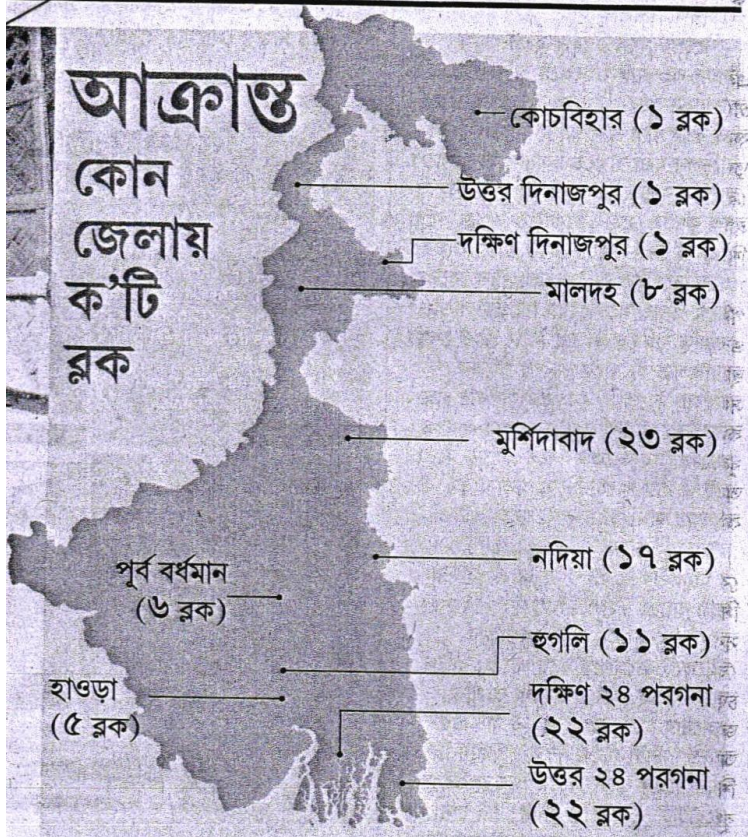 আক্রান্ত
কোন
জেলায়
ক'টি
ব্লক
কোচবিহার (১ ব্লক)
উত্তর দিনাজপুর (১ ব্লক)
দক্ষিণ দিনাজপুর (১ ব্লক)
মালদহ (৮ ব্লক)
মুর্শিদাবাদ (২৩ ব্লক)
নদিয়া (১৭ ব্লক)
পূর্ব বর্ধমান
(৬ ব্লক)
হুগলি (১১ ব্লক)
হাওড়া
(৫ ব্লক)
দক্ষিণ ২৪ পরগনা
(২২ ব্লক)
উত্তর ২৪ পরগনা
(২২ ব্লক)